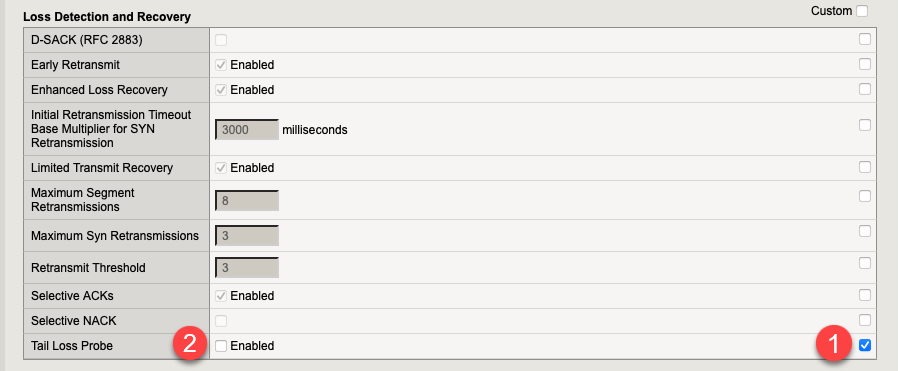 Custom
Loss Detection and Recovery
D-SACK (RFC 2883)
Early Retransmit
Enabled
Enhanced Loss Recovery
Enabled
Initial Retransmission Timeout
Base Multiplier for SYN
Retransmission
3000 milliseconds
Limited Transmit Recovery
Enabled
Maximum Segment
Retransmissions
8
Maximum Syn Retransmissions
3
Retransmit Threshold
3
Selective ACKs
Enabled
Selective NACK
Tail Loss Probe
2
Enabled
1